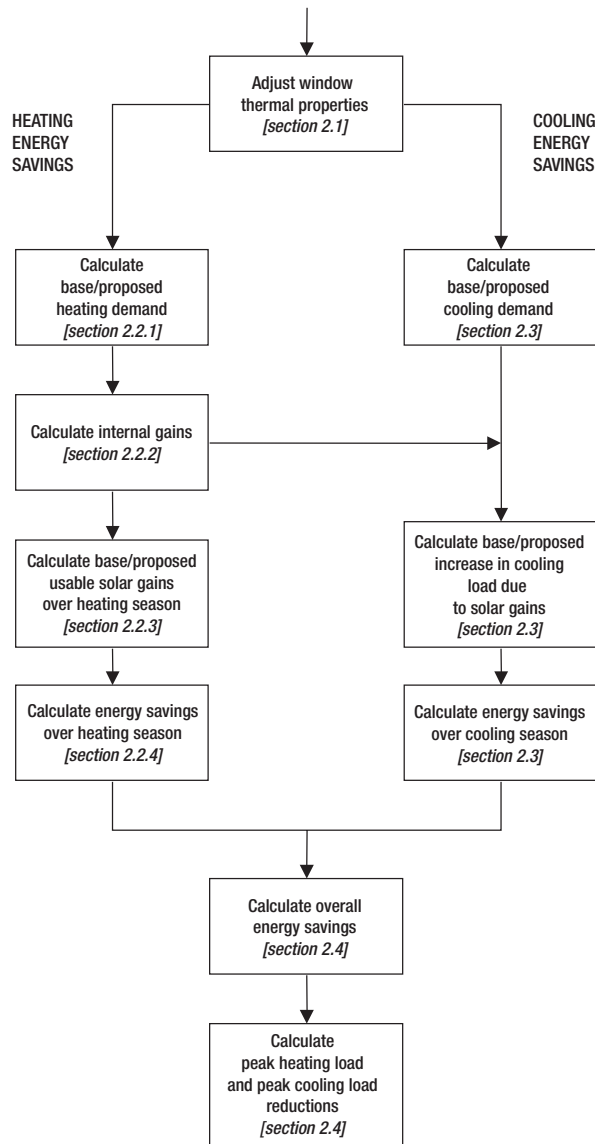 Adjust window
thermal properties
[section 2.1]
HEATING
ENERGY
SAVINGS
COOLING
ENERGY
SAVINGS
Calculate
base/proposed
heating demand
[section 2.2.1]
Calculate
base/proposed
cooling demand
[section 2.3]
Calculate internal gains
[section 2.2.2]
Calculate base/proposed
usable solar gains
over heating season
[section 2.2.3]
Calculate base/proposed
increase in cooling
load due
to solar gains
[section 2.3]
Calculate energy savings
over heating season
[section 2.2.4]
Calculate energy savings
over cooling season
[section 2.3]
Calculate overall
energy savings
[section 2.4]
Calculate
peak heating load
and peak cooling load
reductions
[section 2.4]